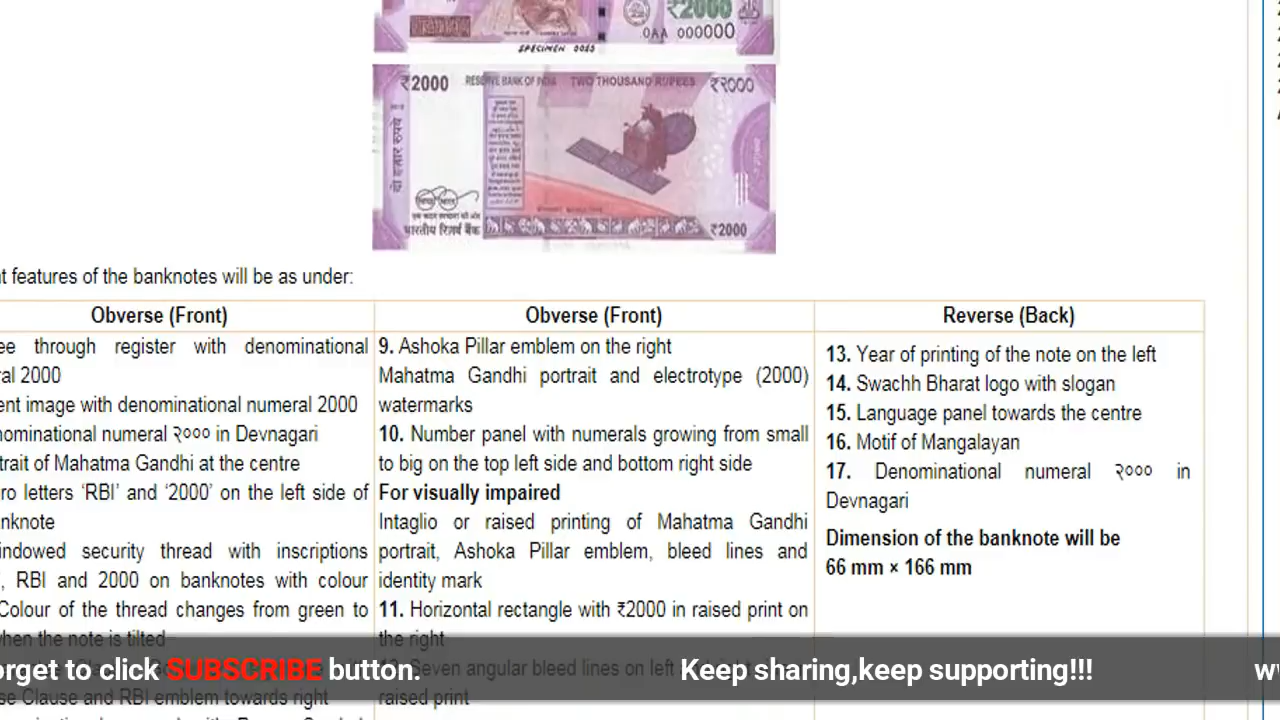 ₹2000
0AA 000000
SPECIMEN
₹2000 RESERVE BANK OF INDIA TWO THOUSAND RUPEES ₹२०००
दो हज़ार रुपये
भारतीय रिज़र्व बैंक
₹2000
t features of the banknotes will be as under:
Obverse (Front)
ee through register with denominational
ral 2000
ent image with denominational numeral 2000
nominational numeral २००० in Devnagari
trait of Mahatma Gandhi at the centre
ro letters ‘RBI’ and ‘2000’ on the left side of
nknote
indowed security thread with inscriptions
, RBI and 2000 on banknotes with colour
Colour of the thread changes from green to
when the note is tilted
se Clause and RBI emblem towards right
Obverse (Front)
9. Ashoka Pillar emblem on the right
Mahatma Gandhi portrait and electrotype (2000)
watermarks
10. Number panel with numerals growing from small
to big on the top left side and bottom right side
For visually impaired
Intaglio or raised printing of Mahatma Gandhi
portrait, Ashoka Pillar emblem, bleed lines and
identity mark
11. Horizontal rectangle with ₹2000 in raised print on
the right
12. Seven angular bleed lines on left
raised print
Reverse (Back)
13. Year of printing of the note on the left
14. Swachh Bharat logo with slogan
15. Language panel towards the centre
16. Motif of Mangalayan
17. Denominational numeral २००० in
Devnagari
Dimension of the banknote will be
66 mm × 166 mm
orget to click SUBSCRIBE button. Keep sharing,keep supporting!!! w